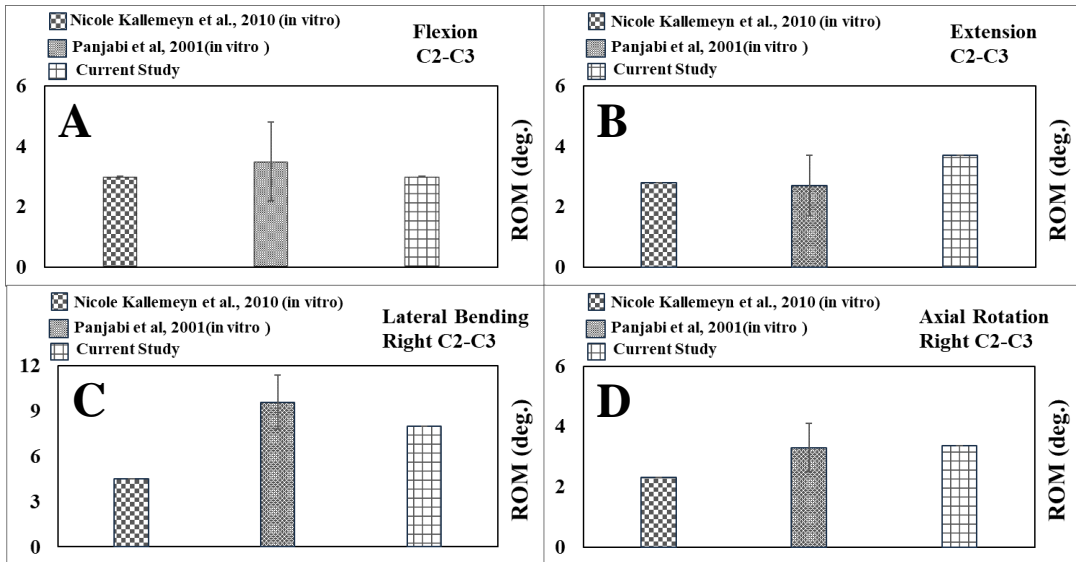 Nicole Kallemeyn et al., 2010 (in vitro)
Panjabi et al, 2001(in vitro )
Current Study
Flexion
C2-C3
A
6
4
2
0
ROM (deg.)
Nicole Kallemeyn et al., 2010 (in vitro)
Panjabi et al, 2001(in vitro )
Current Study
Extension
C2-C3
B
6
4
2
0
ROM (deg.)
Nicole Kallemeyn et al., 2010 (in vitro)
Panjabi et al, 2001(in vitro )
Current Study
Lateral Bending
Right C2-C3
C
12
9
6
3
0
ROM (deg.)
Nicole Kallemeyn et al., 2010 (in vitro)
Panjabi et al, 2001(in vitro )
Current Study
Axial Rotation
Right C2-C3
D
6
4
2
0
ROM (deg.)